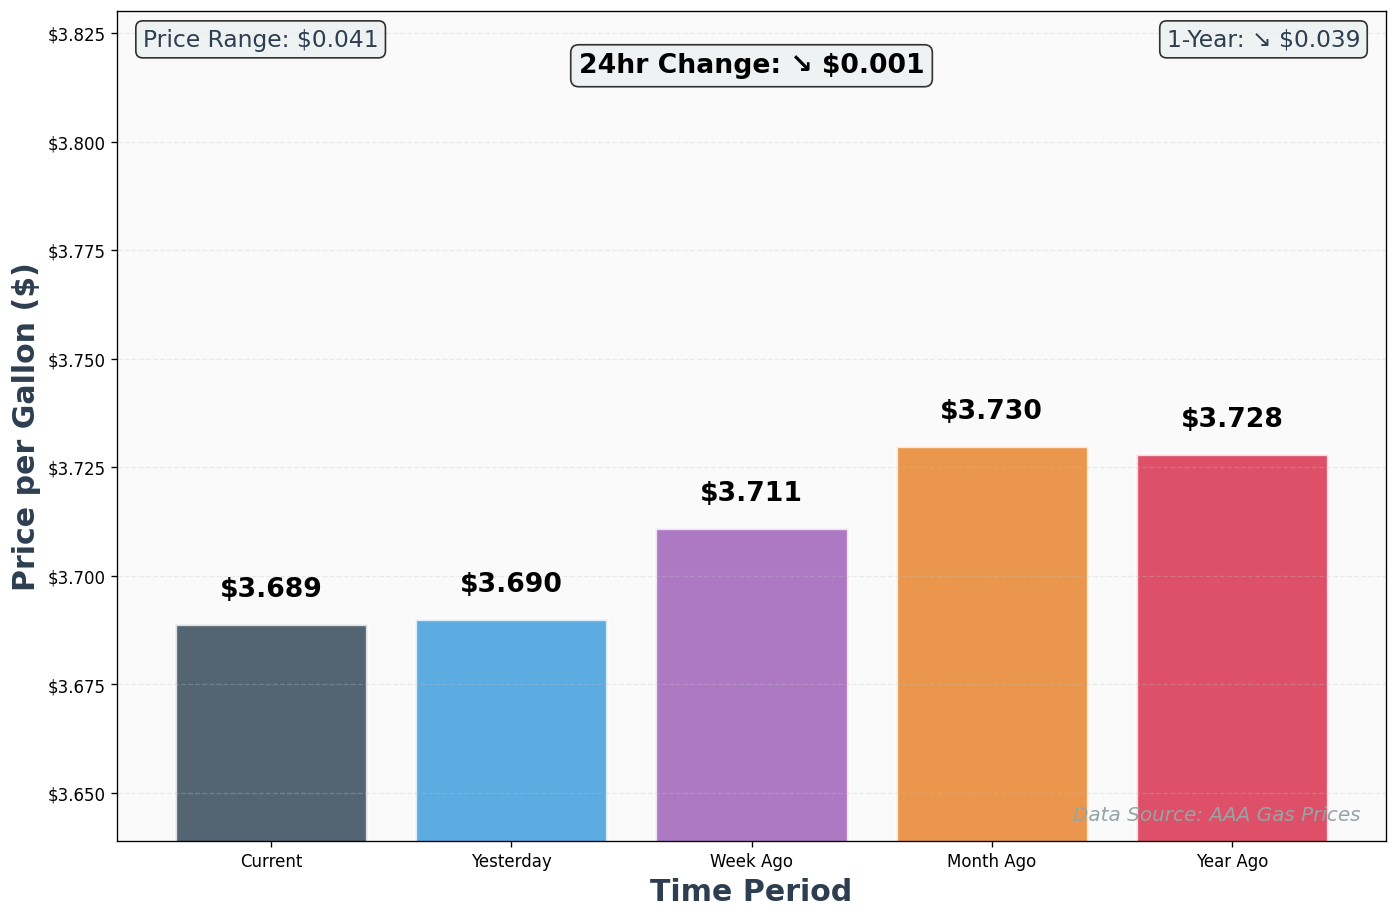 Price Range: $0.041
24hr Change: ↘ $0.001
1-Year: ↘ $0.039
Price per Gallon ($)
$3.825
$3.800
$3.775
$3.750
$3.725
$3.700
$3.675
$3.650
$3.689
$3.690
$3.711
$3.730
$3.728
Data Source: AAA Gas Prices
Current
Yesterday
Week Ago
Month Ago
Year Ago
Time Period